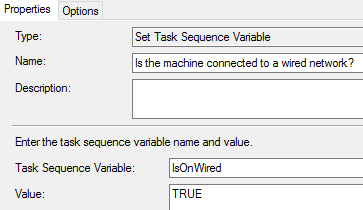 Properties Options
Type: Set Task Sequence Variable
Name: Is the machine connected to a wired network?
Description:
Enter the task sequence variable name and value.
Task Sequence Variable: IsOnWired
Value: TRUE